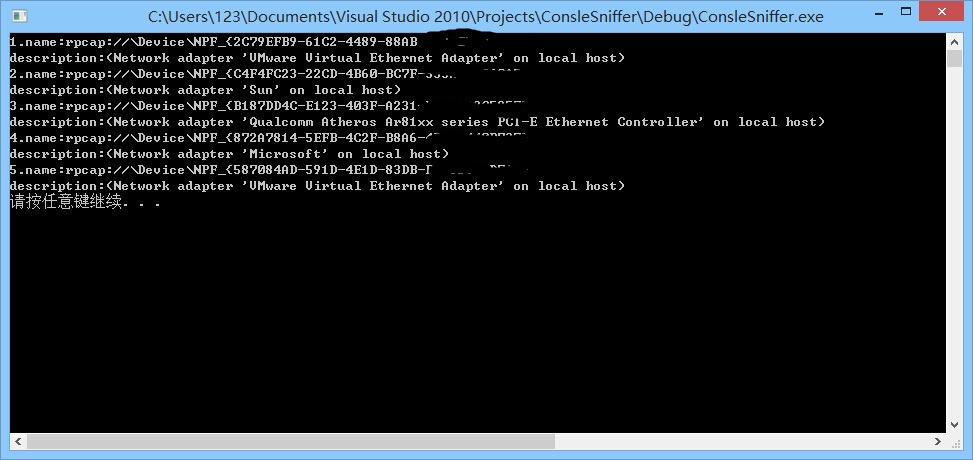 C:\Users\123\Documents\Visual Studio 2010\Projects\ConsleSniffer\Debug\ConsleSniffer.exe
1.name:rpcap://\Device\NPF_{2C79EFB9-61C2-4489-88AB
description:(Network adapter 'VMware Virtual Ethernet Adapter' on local host)
2.name:rpcap://\Device\NPF_{C4F4FC23-22CD-4B60-BC7F-
description:(Network adapter 'Sun' on local host)
3.name:rpcap://\Device\NPF_{B187DD4C-E123-403F-A231-
description:(Network adapter 'Qualcomm Atheros Ar81xx series PCI-E Ethernet Controller' on local host)
4.name:rpcap://\Device\NPF_{872A7814-5EFB-4C2F-B8A6-
description:(Network adapter 'Microsoft' on local host)
5.name:rpcap://\Device\NPF_{587084AD-591D-4E1D-83DB-
description:(Network adapter 'VMware Virtual Ethernet Adapter' on local host)
请按任意键继续. . .